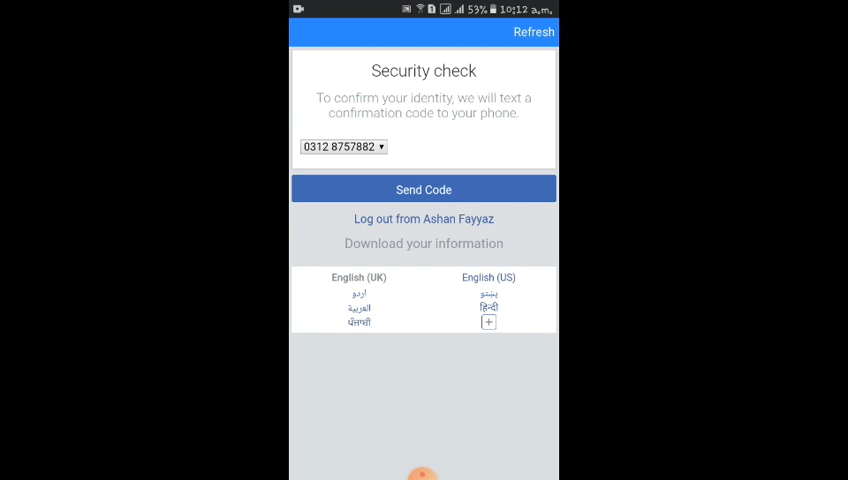 53% 10:12 a.m.
Refresh
Security check
To confirm your identity, we will text a
confirmation code to your phone.
0312 8757882
Send Code
Log out from Ashan Fayyaz
Download your information
English (UK) English (US)
اردو پښتو
العربية हिन्दी
ਪੰਜਾਬੀ +